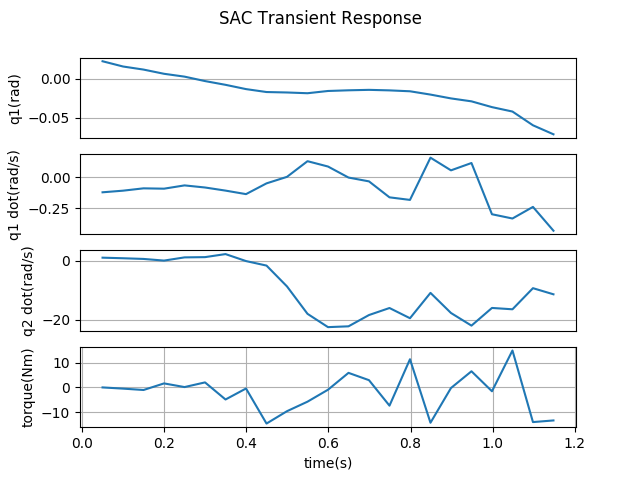 SAC Transient Response
q1(rad)
0.00
−0.05
q1 dot(rad/s)
0.00
−0.25
q2 dot(rad/s)
0
−20
torque(Nm)
10
0
−10
0.0 0.2 0.4 0.6 0.8 1.0 1.2
time(s)